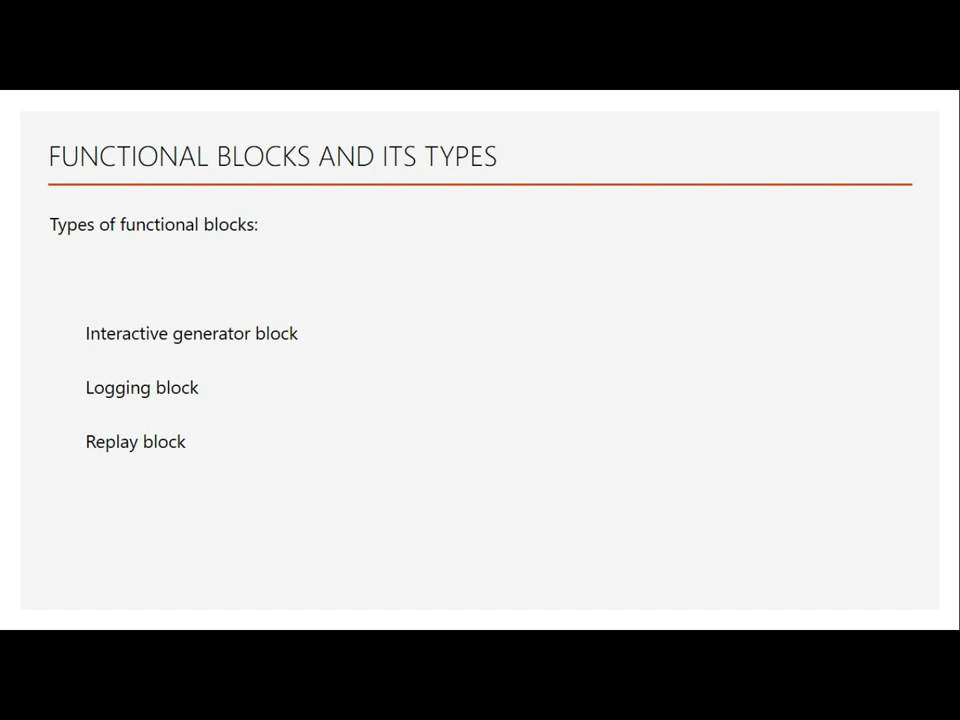 FUNCTIONAL BLOCKS AND ITS TYPES
Types of functional blocks:
Interactive generator block
Logging block
Replay block